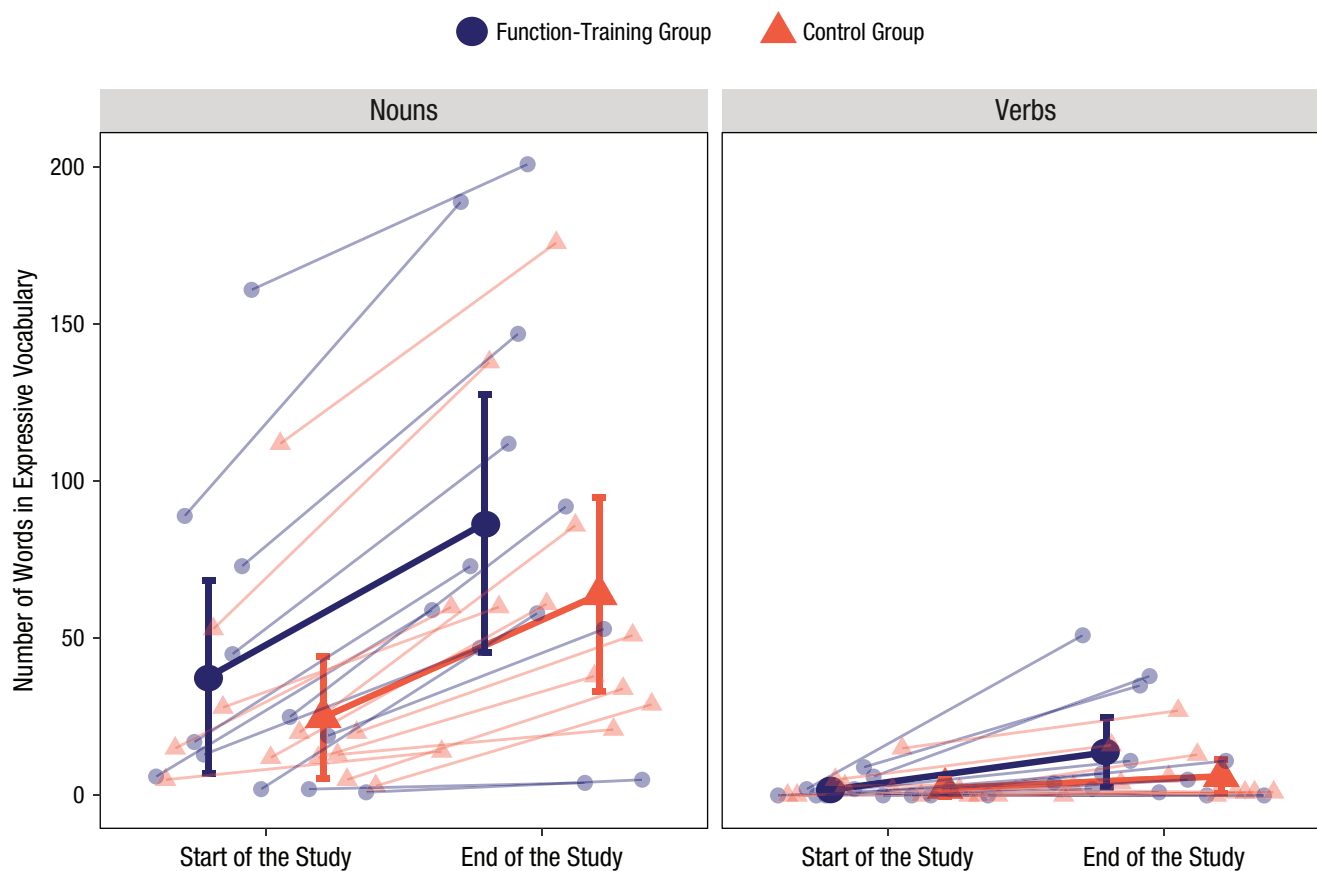 Function-Training Group
Control Group
Nouns
Verbs
Number of Words in Expressive Vocabulary
200
150
100
50
0
Start of the Study
End of the Study
Start of the Study
End of the Study